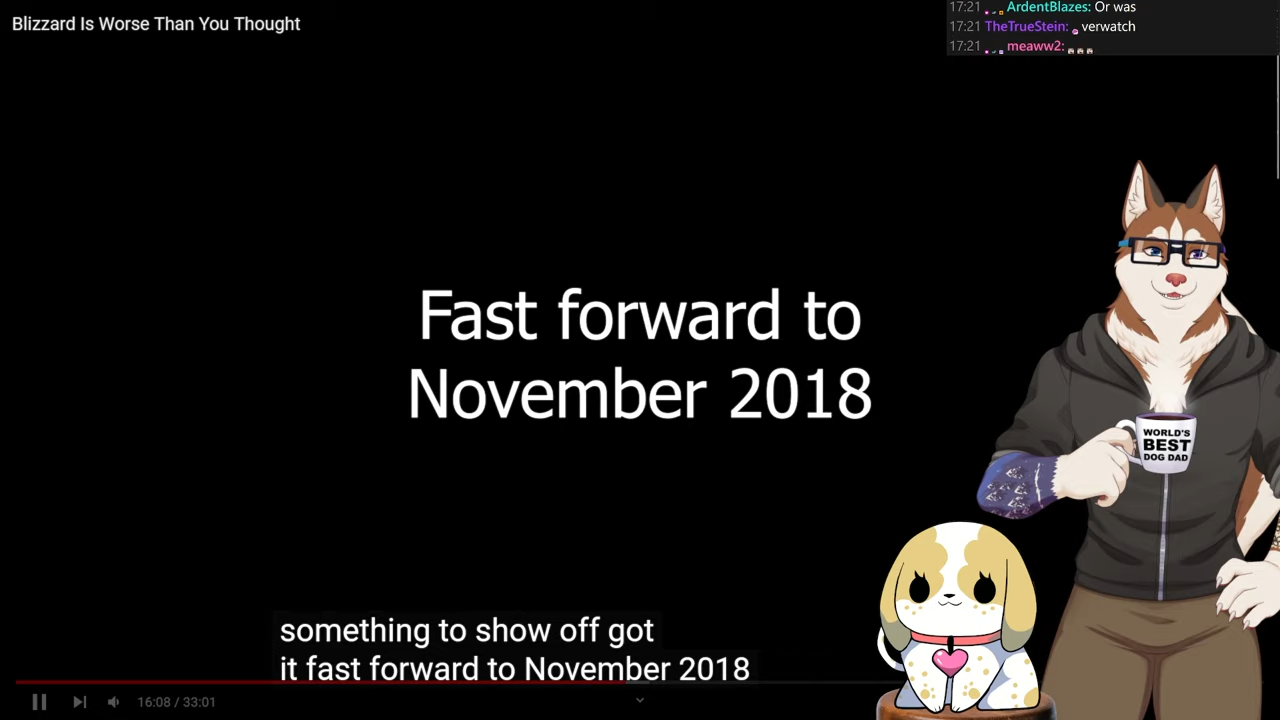 Blizzard Is Worse Than You Thought
17:21 ArdentBlazes: Or was
17:21 TheTrueStein: verwatch
17:21 meaww2:
Fast forward to
November 2018
WORLD'S
BEST
DOG DAD
something to show off got
it fast forward to November 2018
16:08 / 33:01